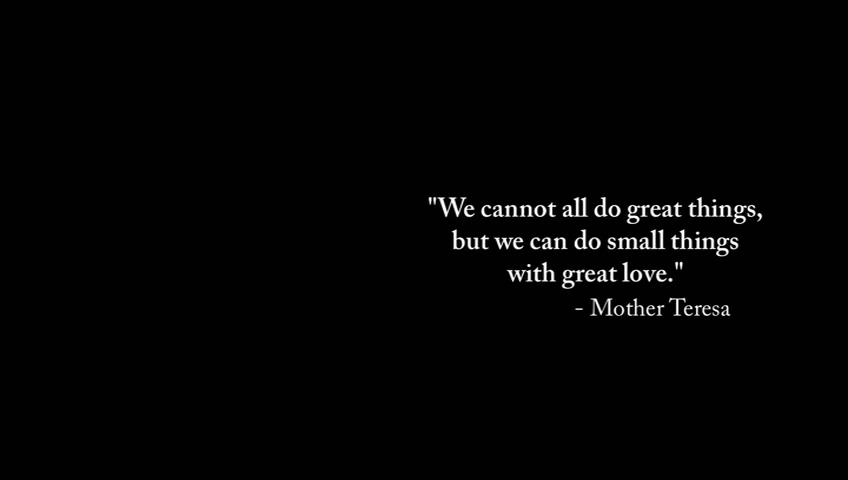 "We cannot all do great things,
but we can do small things
with great love."
- Mother Teresa